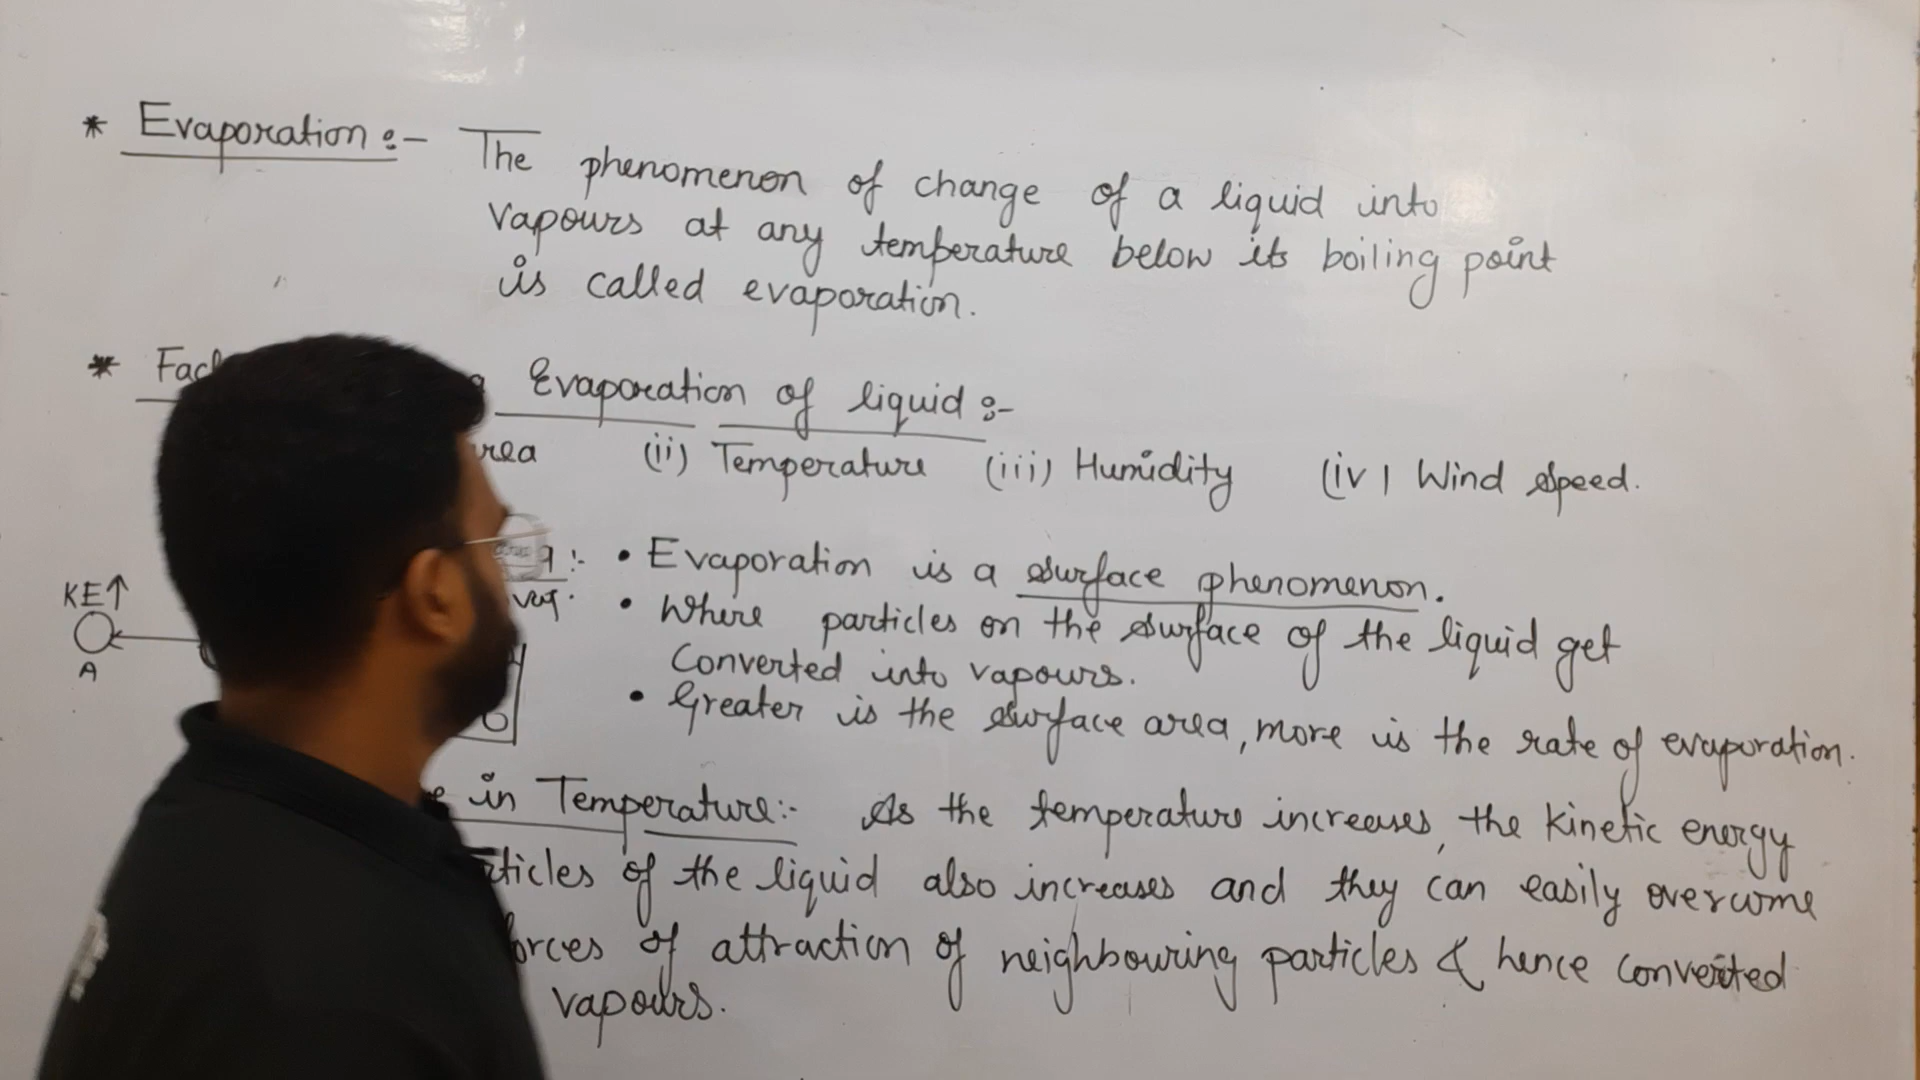 * Evaporation :- The phenomenon of change of a liquid into
vapours at any temperature below its boiling point
is called evaporation.
* Evaporation of liquid :-
(ii) Temperature (iii) Humidity (iv) Wind speed.
• Evaporation is a surface phenomenon.
KE↑
• Where particles on the surface of the liquid get
Converted into vapours.
A
• Greater is the surface area, more is the rate of evaporation.
in Temperature:- As the temperature increases, the kinetic energy
of the liquid also increases and they can easily overcome
of attraction of neighbouring particles & hence converted
vapours.